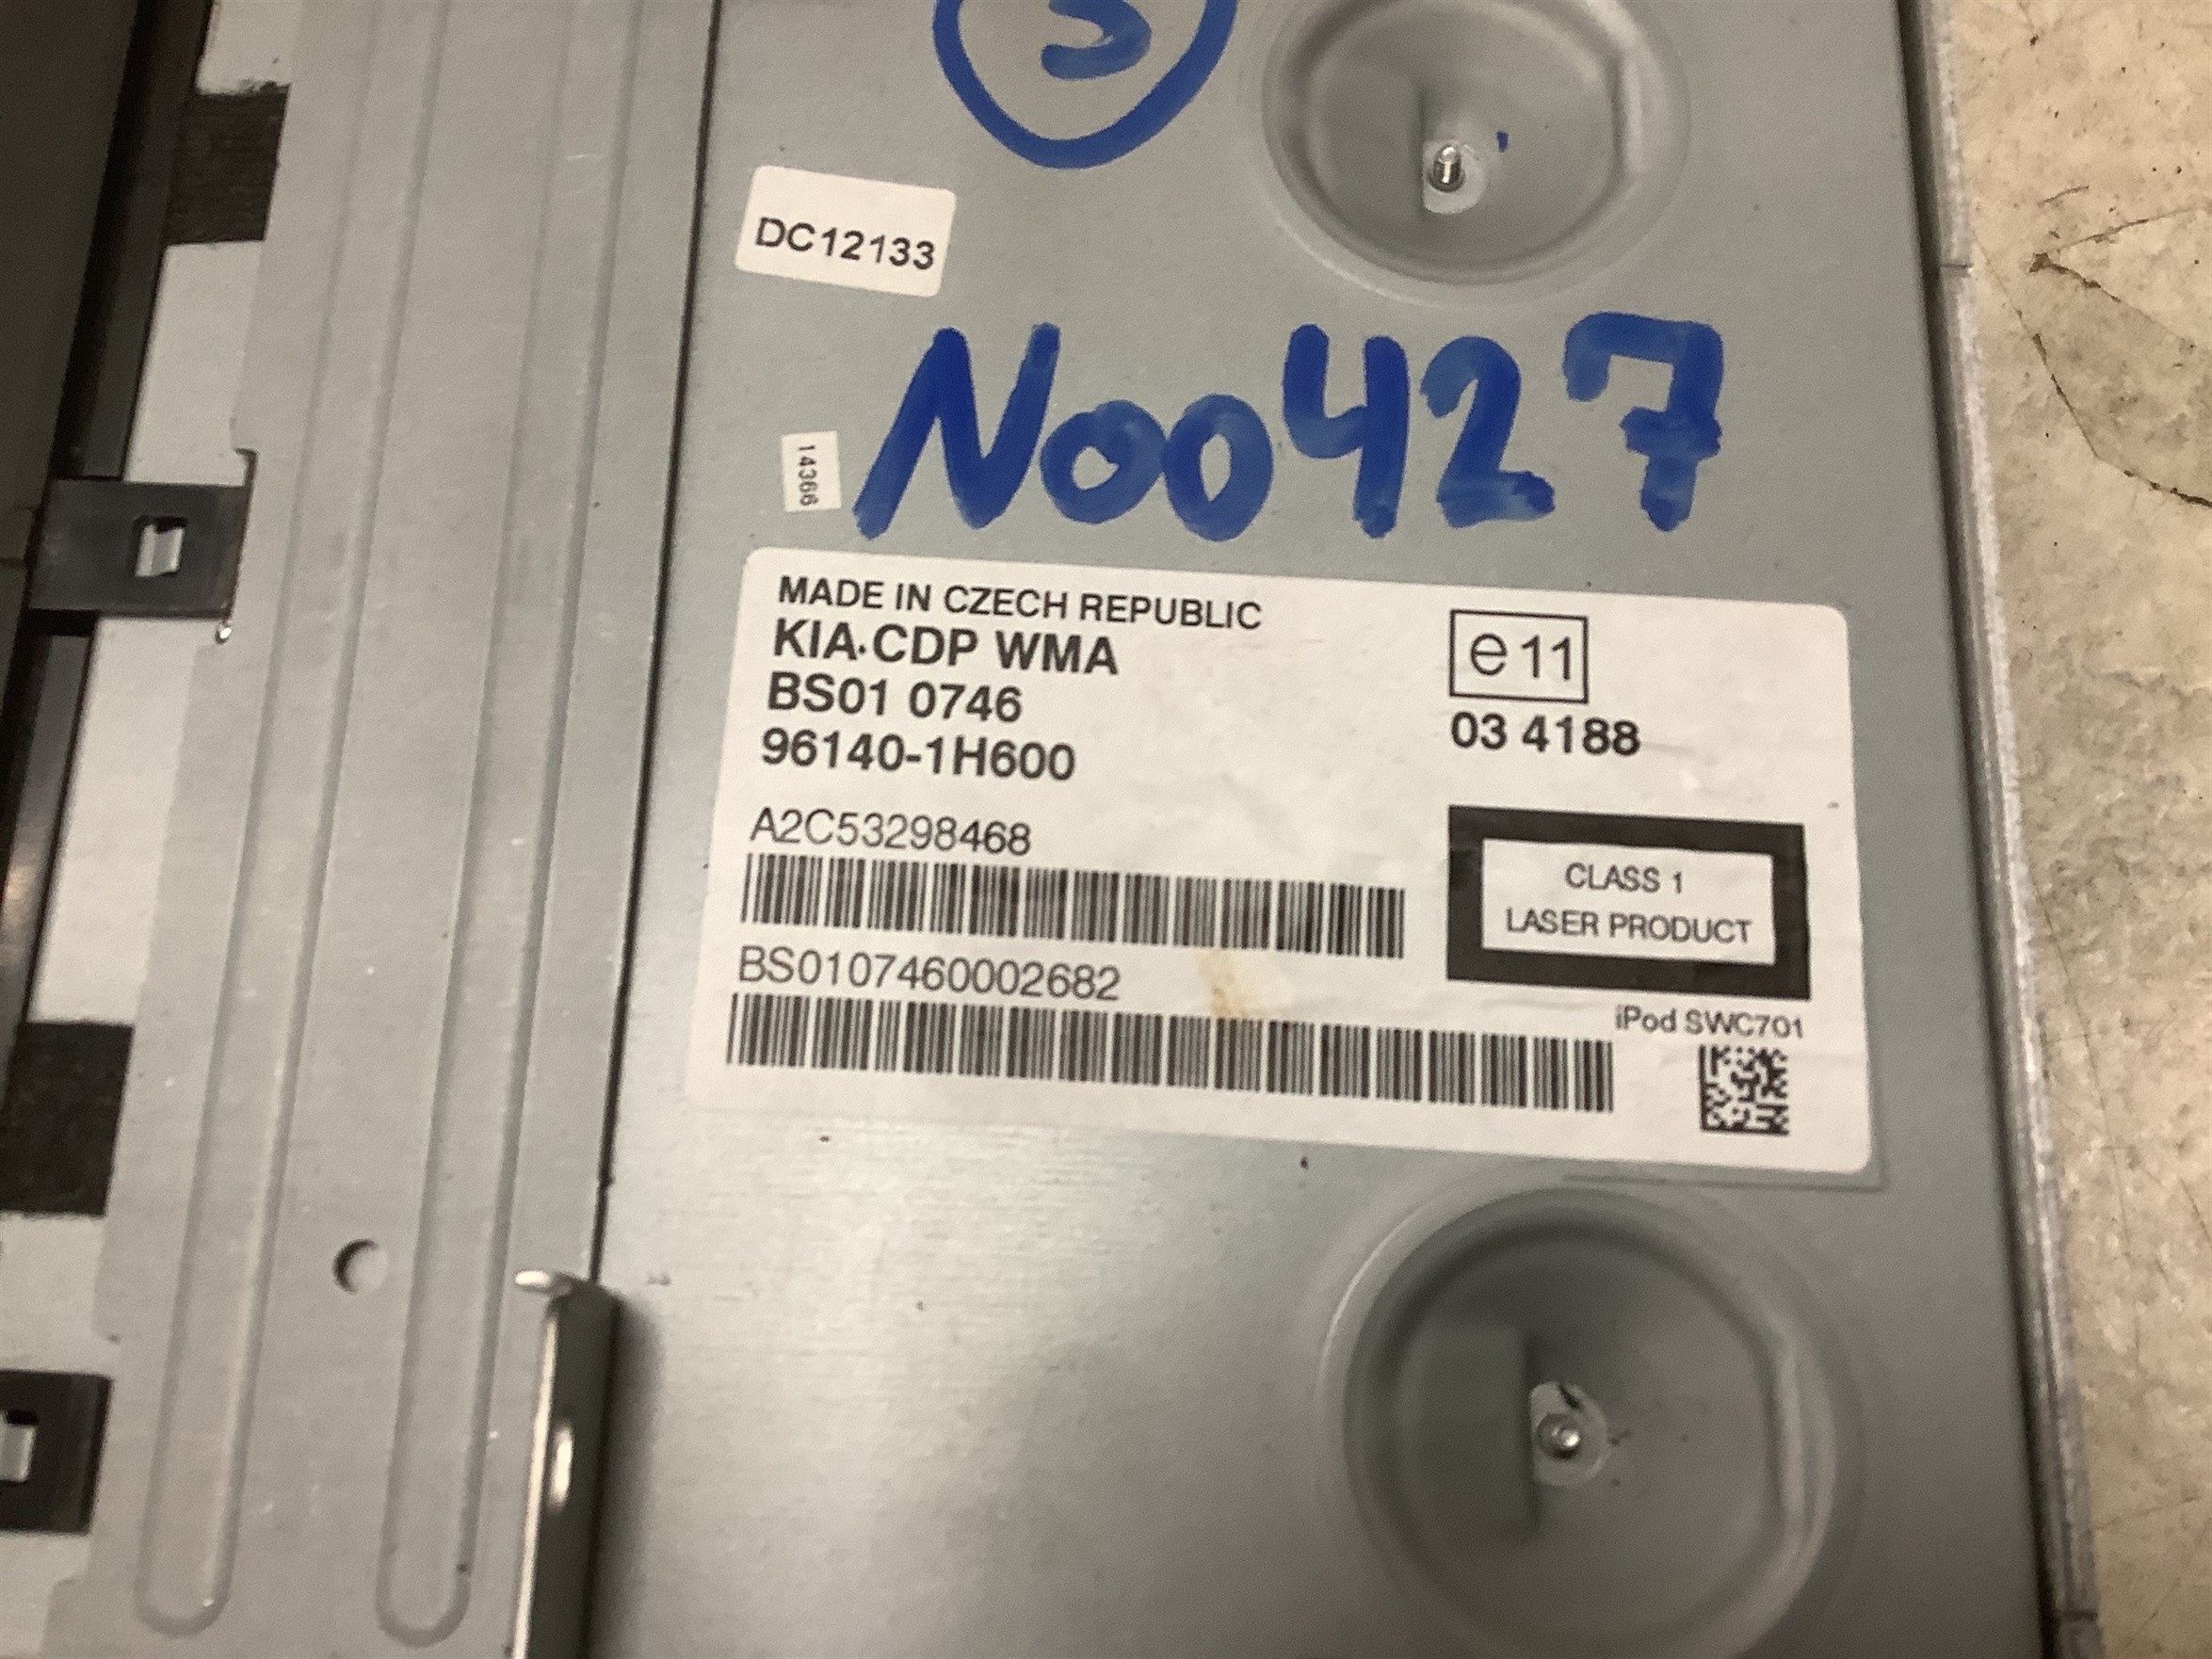 DC12133
N00427
14366
MADE IN CZECH REPUBLIC
KIA.CDP WMA
BS01 0746
96140-1H600
e11
03 4188
A2C53298468
CLASS 1
LASER PRODUCT
BS0107460002682
iPod SWC701